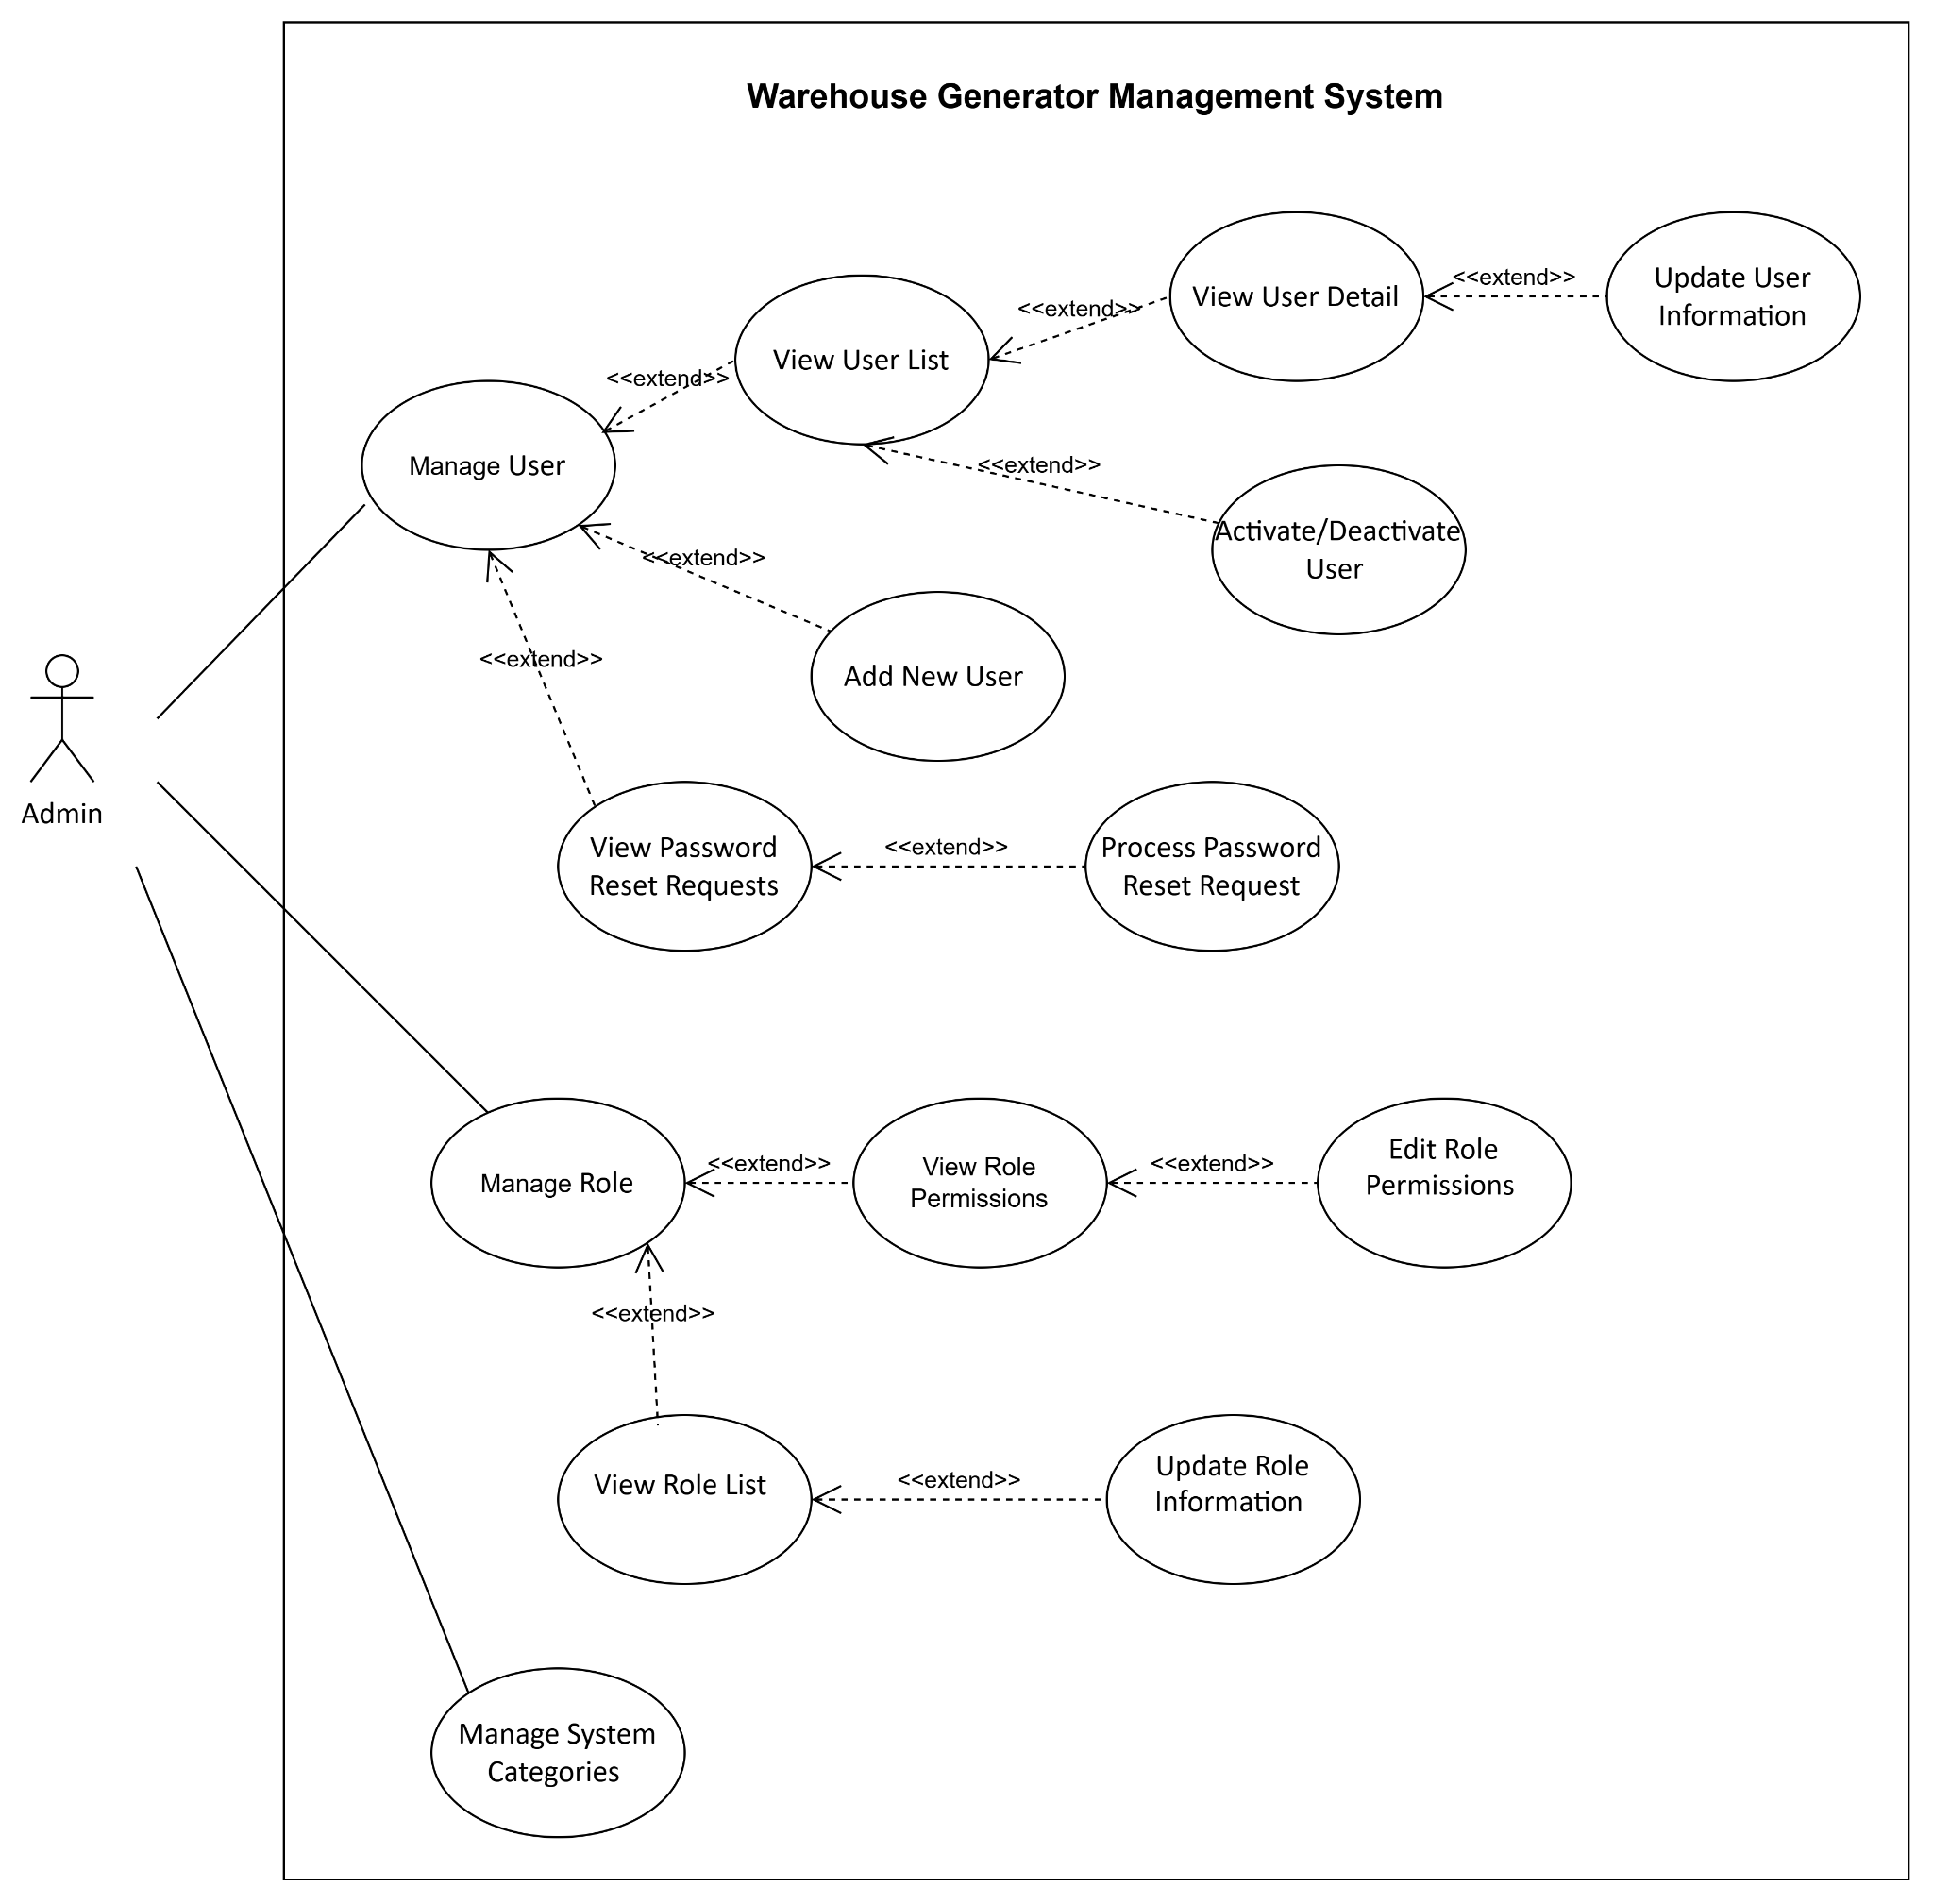 Warehouse Generator Management System
<<extend>>
View User Detail
Update User
Information
<<extend>>
View User List
<<extend>>
Manage User
<<extend>>
Activate/Deactivate
User
<<extend>>
Add New User
<<extend>>
Admin
View Password
Reset Requests
<<extend>>
Process Password
Reset Request
Manage Role
<<extend>>
View Role
Permissions
<<extend>>
Edit Role
Permissions
<<extend>>
View Role List
<<extend>>
Update Role
Information
Manage System
Categories